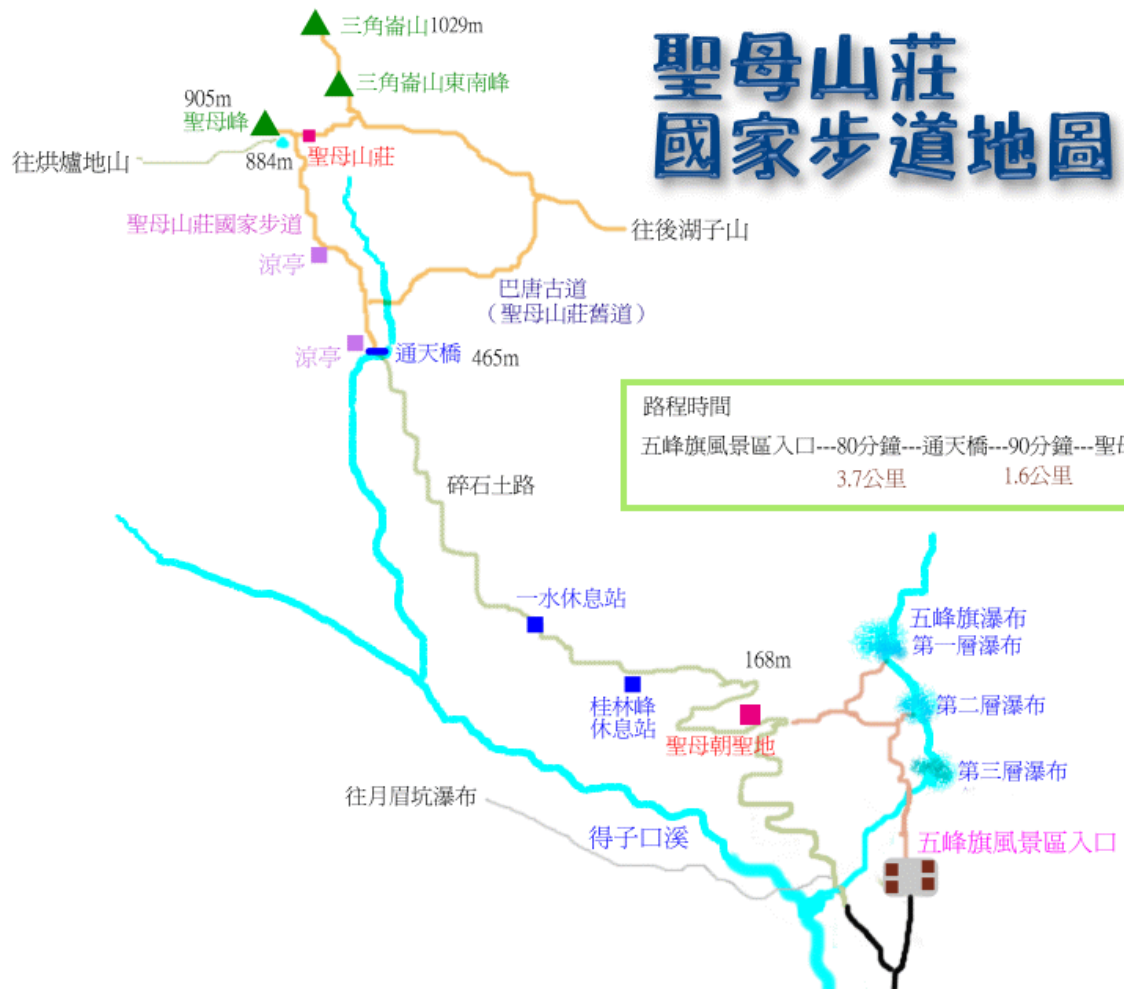 三角崙山1029m
聖母山莊
國家步道地圖
三角崙山東南峰
905m
聖母峰
往烘爐地山
884m
聖母山莊
聖母山莊國家步道
往後湖子山
涼亭
巴唐古道
（聖母山莊舊道）
涼亭
通天橋 465m
路程時間
五峰旗風景區入口---80分鐘---通天橋---90分鐘---聖母
3.7公里 1.6公里
碎石土路
一水休息站
五峰旗瀑布
第一層瀑布
168m
桂林峰
休息站
第二層瀑布
聖母朝聖地
第三層瀑布
往月眉坑瀑布
得子口溪
五峰旗風景區入口